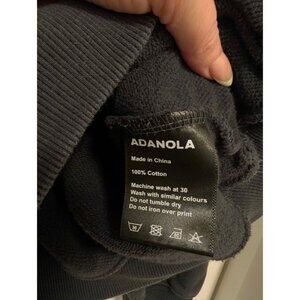 ADANOLA
Made in China
100% Cotton
Machine wash at 30
Wash with similar colours
Do not tumble dry
Do not iron over print